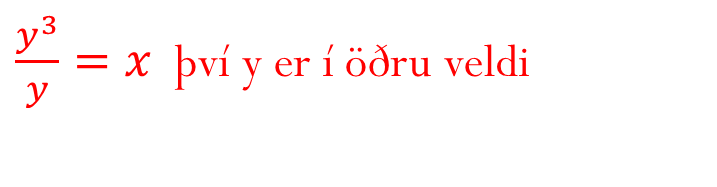 y³/y = x því y er í öðru veldi